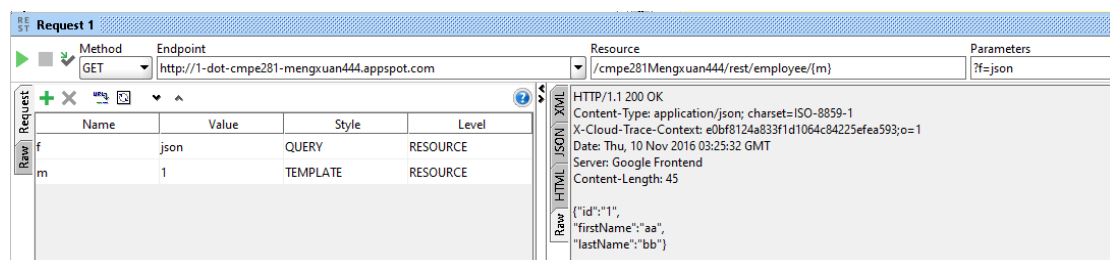 REST Request 1
Method Endpoint Resource Parameters
GET http://1-dot-cmpe281-mengxuan444.appspot.com /cmpe281Mengxuan444/rest/employee/{m} ?f=json
Request
Raw
Name Value Style Level
f json QUERY RESOURCE
m 1 TEMPLATE RESOURCE
XML
JSON
HTML
Raw
HTTP/1.1 200 OK
Content-Type: application/json; charset=ISO-8859-1
X-Cloud-Trace-Context: e0bf8124a833f1d1064c84225efea593;o=1
Date: Thu, 10 Nov 2016 03:25:32 GMT
Server: Google Frontend
Content-Length: 45
{"id":"1",
"firstName":"aa",
"lastName":"bb"}